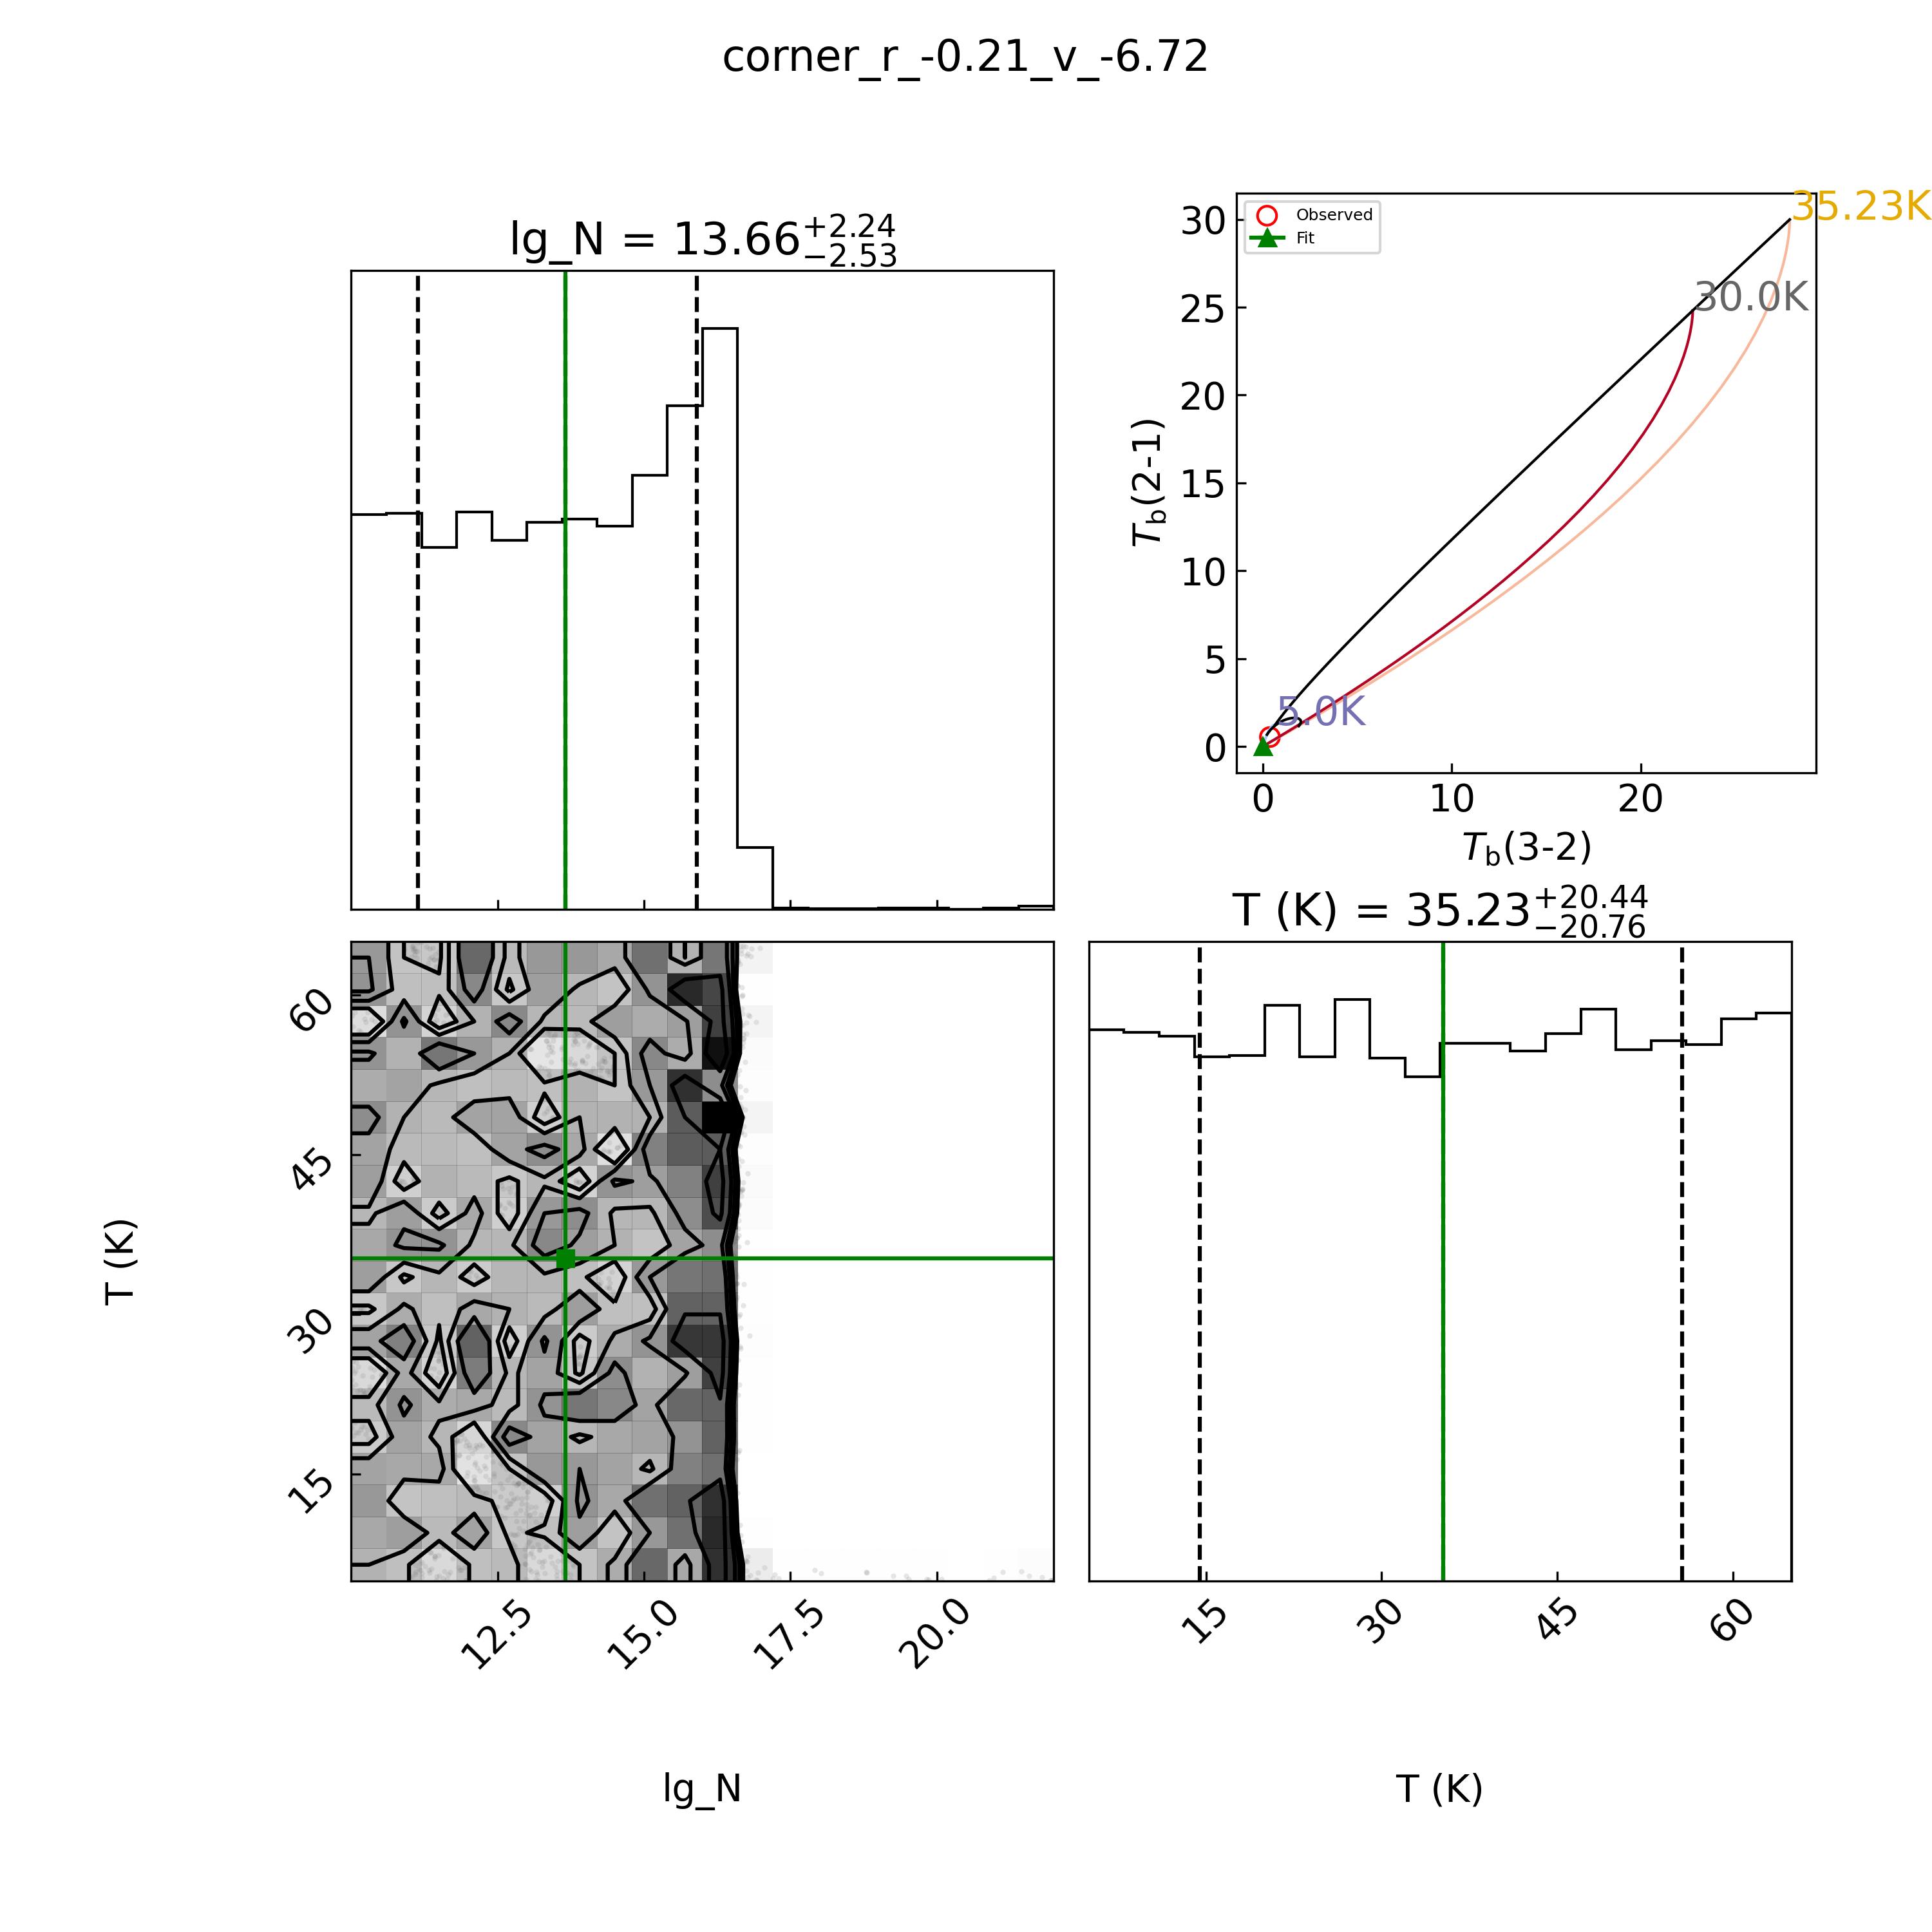 corner_r_-0.21_v_-6.72
lg_N = 13.66+2.24−2.53
35.23K
Observed
Fit
30.0K
5.0K
30
25
20
15
10
5
0
Tb(2-1)
0 10 20
Tb(3-2)
T (K) = 35.23+20.44−20.76
60
45
30
15
T (K)
12.5 15.0 17.5 20.0
lg_N
15 30 45 60
T (K)